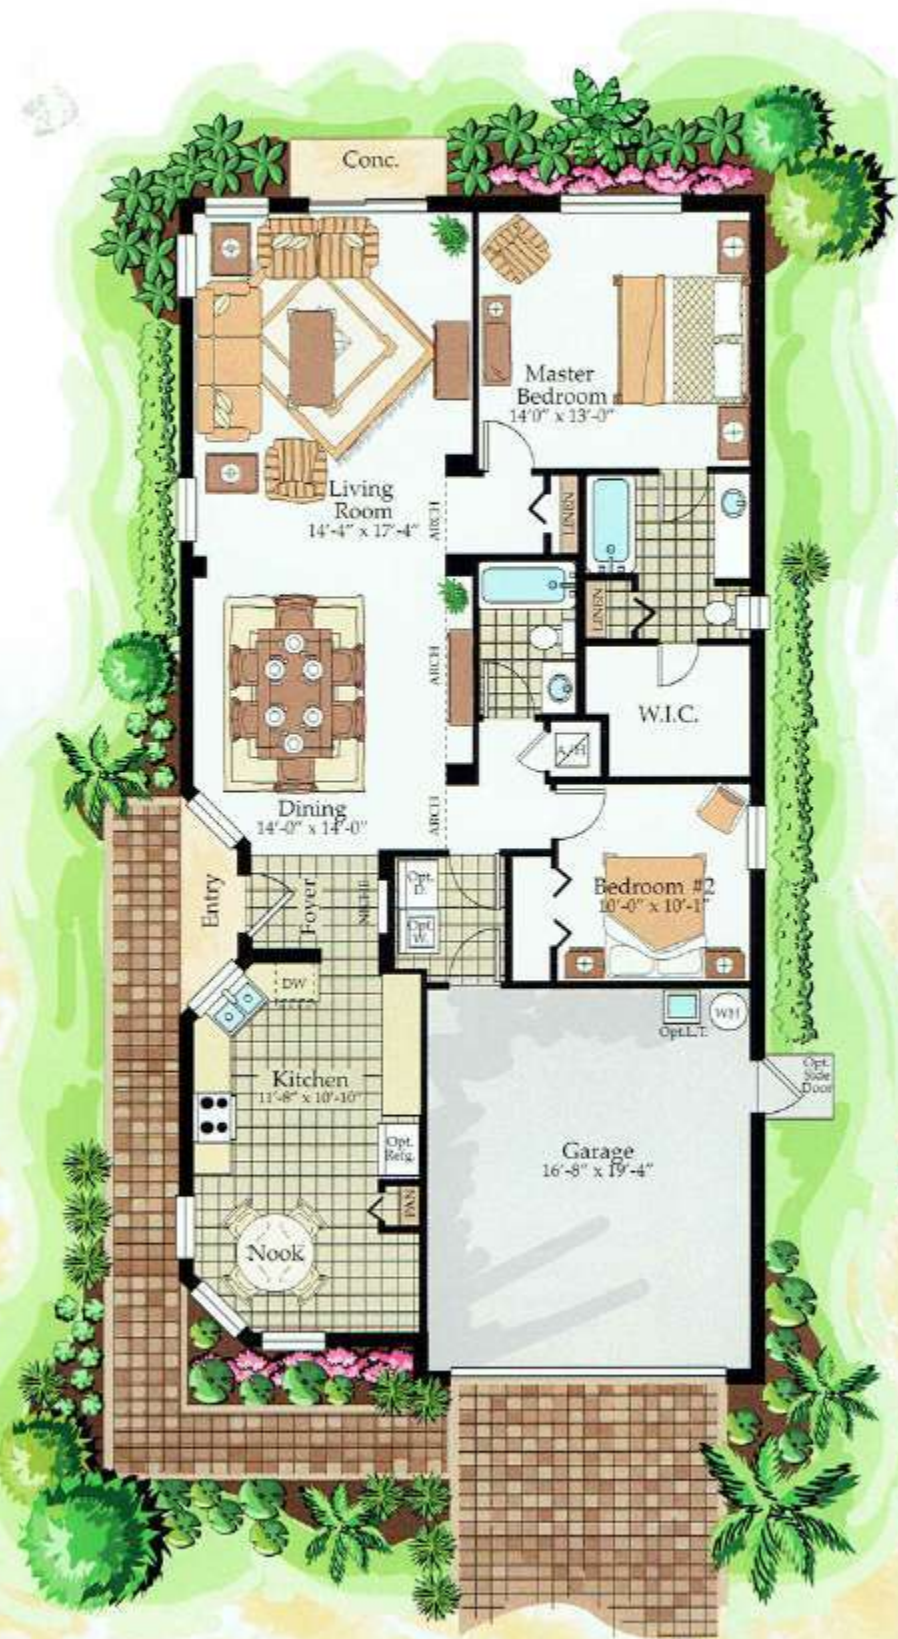 Conc.
Master
Bedroom
14'0" x 13'-0"
Living
Room
14'-4" x 17'-4"
ARCH
LINEN
LINEN
ARCH
W.I.C.
A/H
Dining
14'-0" x 14'-0"
ARCH
Entry
Foyer
NICHE
Opt.
D.
Opt.
W.
Bedroom #2
10'-0" x 10'-1"
DW
Opt.L.T.
WH
Kitchen
11'-8" x 10'-10"
Opt.
Side
Door
Opt.
Refg.
Garage
16'-8" x 19'-4"
PAN
Nook